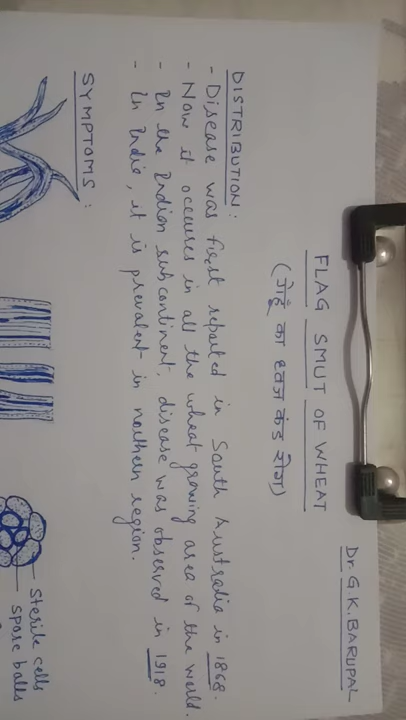 Dr. G.K. BARUPAL
FLAG SMUT OF WHEAT
(गेहूं का ध्वज कंड रोग)
DISTRIBUTION:
- Disease was first reported in South Australia in 1868.
- Now it occures in all the wheat growing area of the world.
- In the Indian subcontinent, disease was observed in 1918.
- In India, it is prevalent in northern region.
SYMPTOMS:
Sterile cells
spore balls